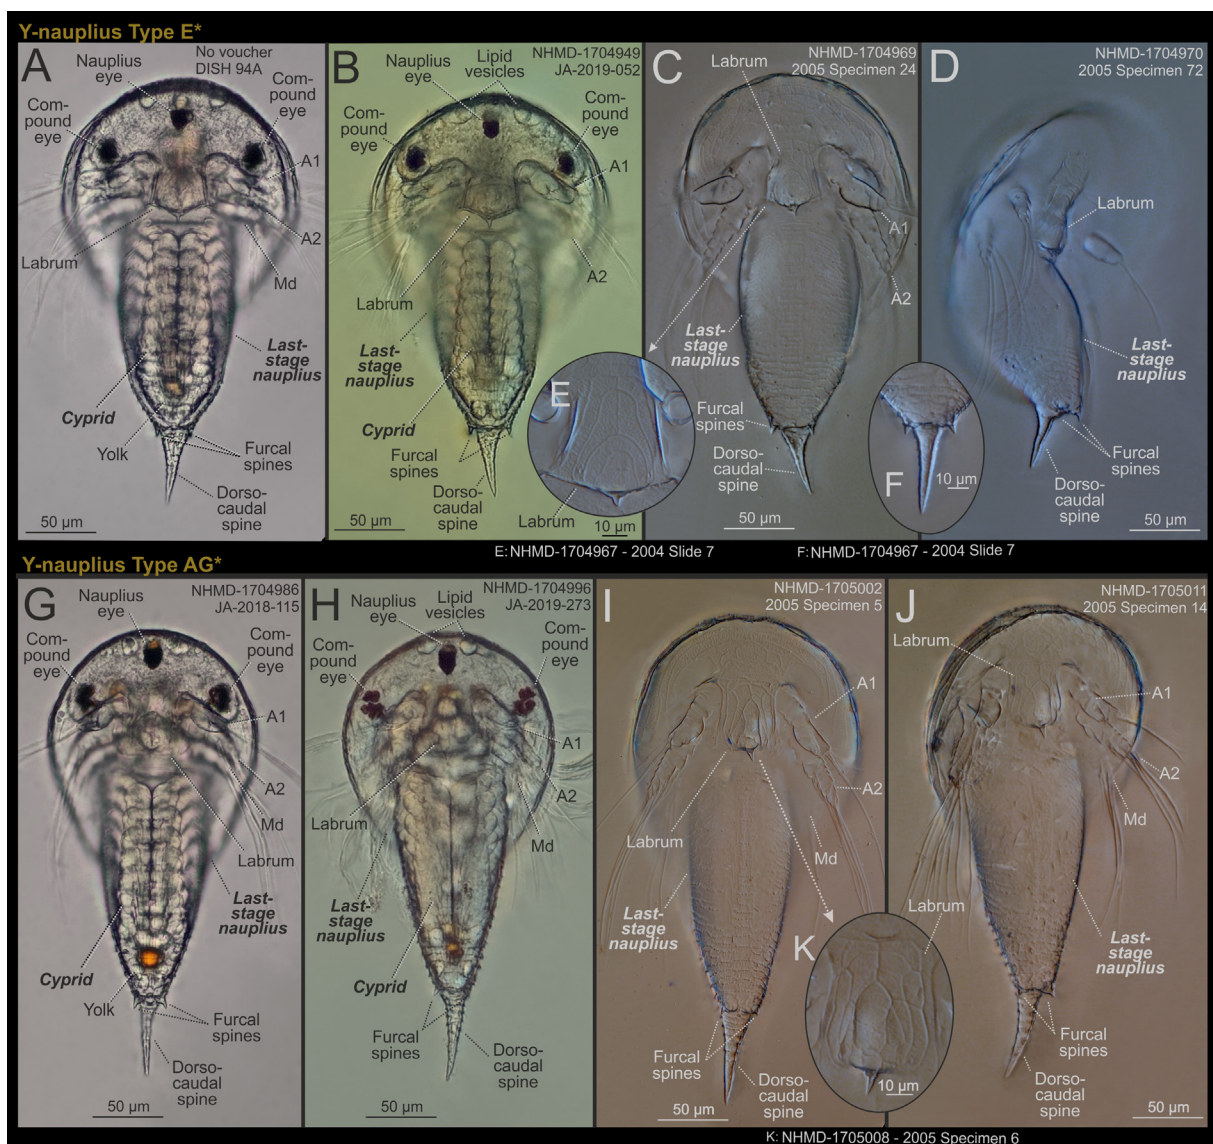 Y-nauplius Type E*
A
No voucher
DISH 94A
Nauplius
eye
Com-
pound
eye
Com-
pound
eye
A1
A2
Md
Labrum
Last-
stage
nauplius
Cyprid
Yolk
Furcal
spines
Dorso-
caudal
spine
50 µm
B
NHMD-1704949
JA-2019-052
Nauplius
eye
Lipid
vesicles
Com-
pound
eye
Com-
pound
eye
A1
A2
Labrum
Last-
stage
nauplius
Cyprid
Furcal
spines
Dorso-
caudal
spine
50 µm
C
NHMD-1704969
2005 Specimen 24
Labrum
A1
A2
Last-
stage
nauplius
Furcal
spines
Dorso-
caudal
spine
50 µm
D
NHMD-1704970
2005 Specimen 72
Labrum
Last-
stage
nauplius
Furcal
spines
Dorso-
caudal
spine
50 µm
E
Labrum
10 µm
F
10 µm
E: NHMD-1704967 - 2004 Slide 7
F: NHMD-1704967 - 2004 Slide 7
Y-nauplius Type AG*
G
NHMD-1704986
JA-2018-115
Nauplius
eye
Com-
pound
eye
Com-
pound
eye
A1
A2
Md
Labrum
Last-
stage
nauplius
Cyprid
Yolk
Furcal
spines
Dorso-
caudal
spine
50 µm
H
NHMD-1704996
JA-2019-273
Nauplius
eye
Lipid
vesicles
Com-
pound
eye
Com-
pound
eye
A1
A2
Md
Labrum
Last-
stage
nauplius
Cyprid
Furcal
spines
Dorso-
caudal
spine
50 µm
I
NHMD-1705002
2005 Specimen 5
A1
A2
Labrum
Md
Last-
stage
nauplius
Furcal
spines
Dorso-
caudal
spine
50 µm
J
NHMD-1705011
2005 Specimen 14
Labrum
A1
A2
Md
Last-
stage
nauplius
Furcal
spines
Dorso-
caudal
spine
50 µm
K
Labrum
10 µm
K: NHMD-1705008 - 2005 Specimen 6